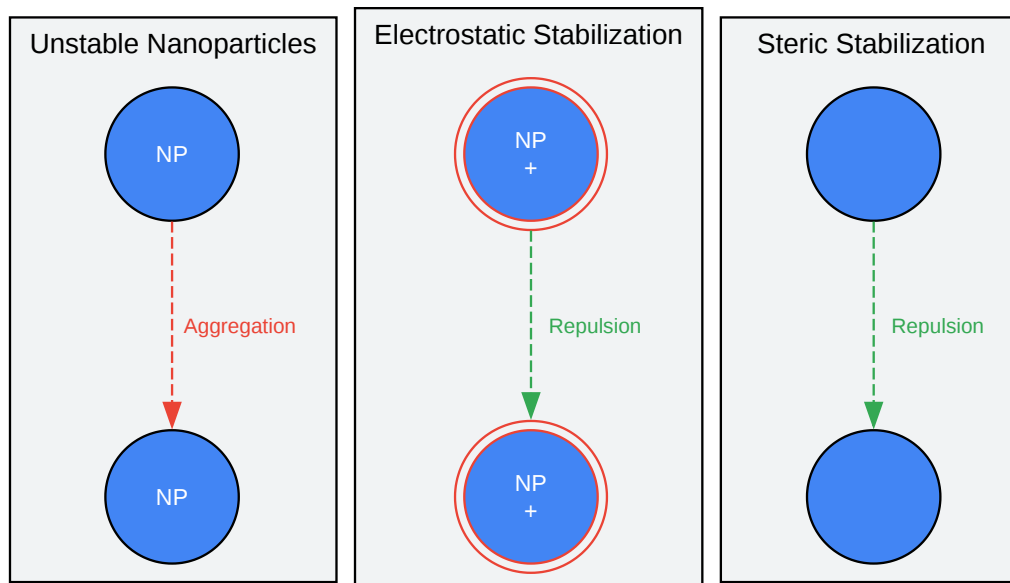 Unstable Nanoparticles
NP
Aggregation
NP
Electrostatic Stabilization
NP
+
Repulsion
NP
+
Steric Stabilization
Repulsion